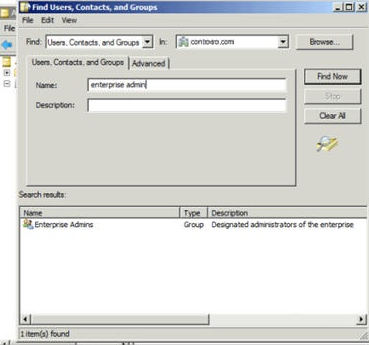 Find Users, Contacts, and Groups
File Edit View
File
Find: Users, Contacts, and Groups In: contoso.com Browse...
Users, Contacts, and Groups Advanced
Name: enterprise admin
Description:
Find Now
Stop
Clear All
Search results:
Name Type Description
Enterprise Admins Group Designated administrators of the enterprise
1 item(s) found